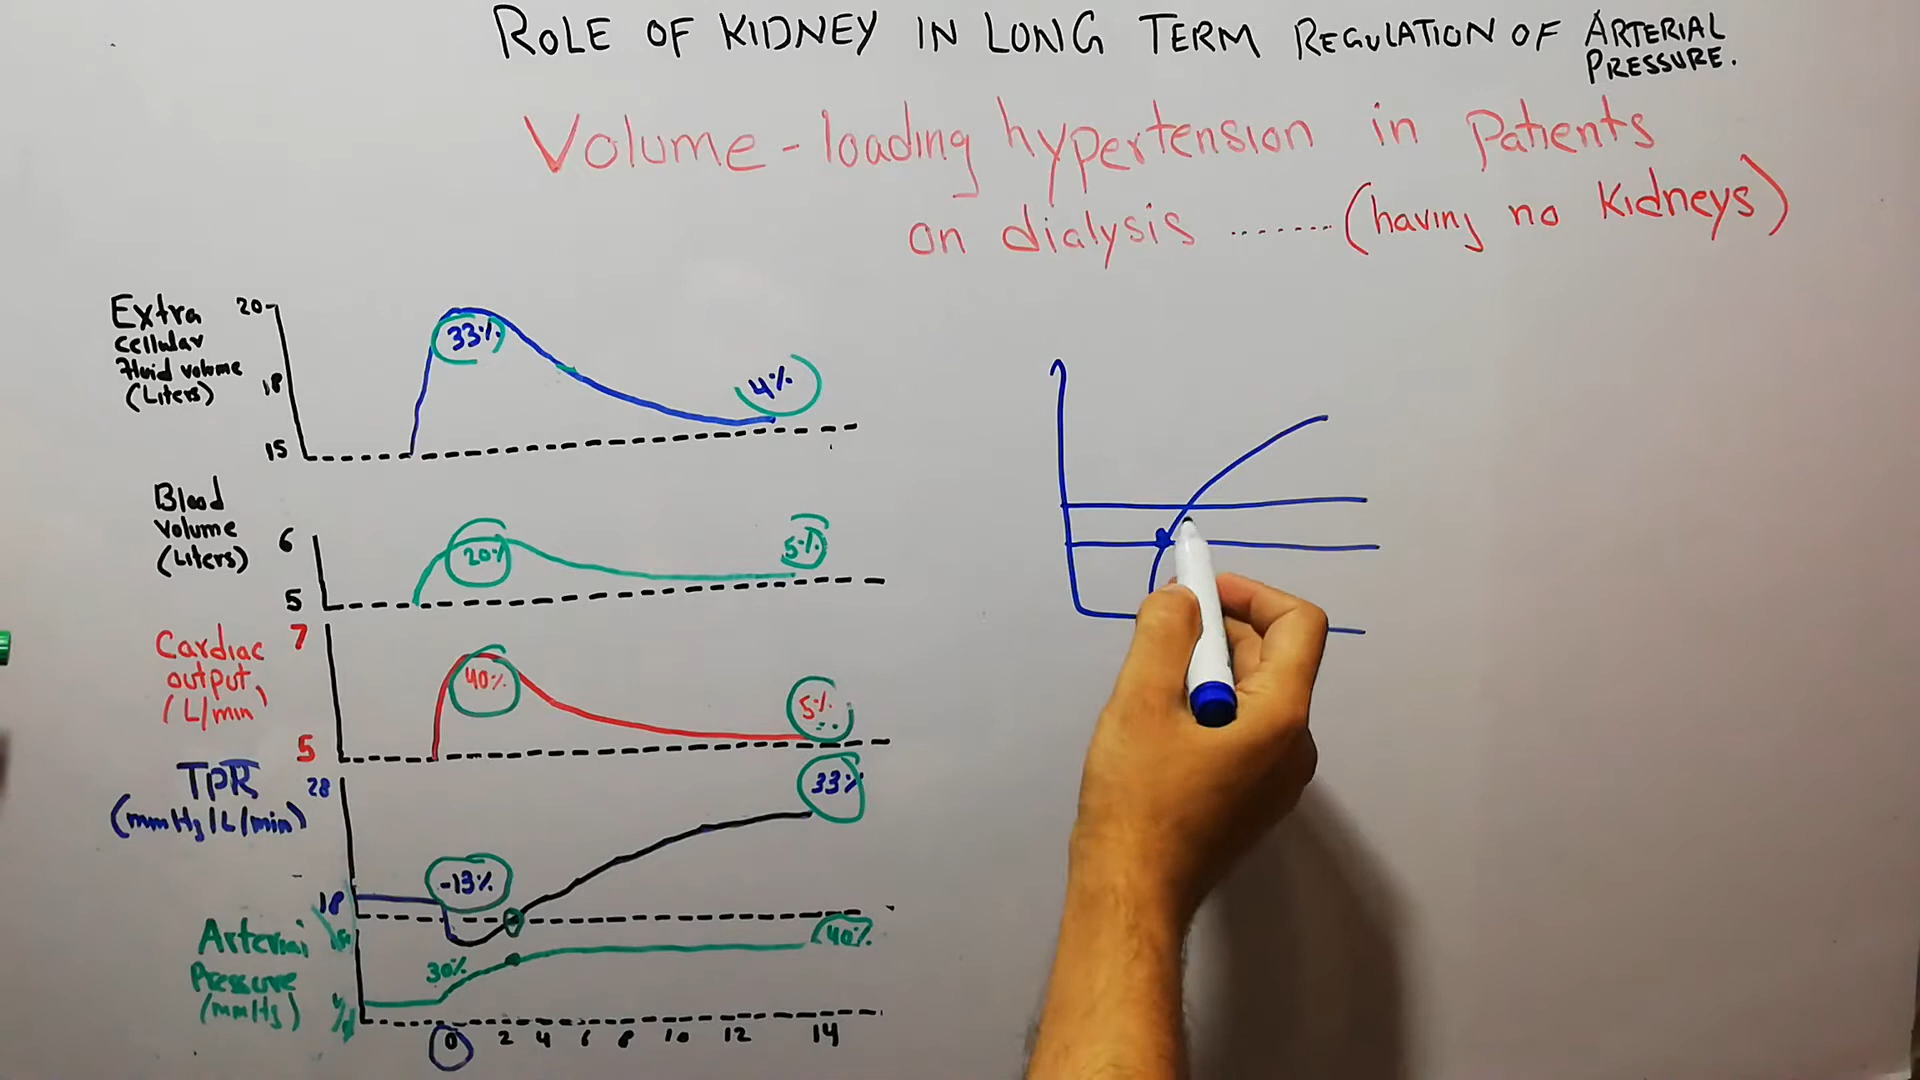 ROLE OF KIDNEY IN LONG TERM REGULATION OF ARTERIAL
PRESSURE.
Volume-loading hypertension in patients
on dialysis ....... (having no kidneys)
Extra
cellular
fluid volume
(Liters)
20
18
15
33%
4%
Blood
volume
(Liters)
6
5
20%
5%
Cardiac
output
(L/min)
7
5
40%
5%
TPR
(mmHg/L/min)
28
18
-13%
33%
Arterial
Pressure
(mmHg)
30%
40%
0 2 4 6 8 10 12 14